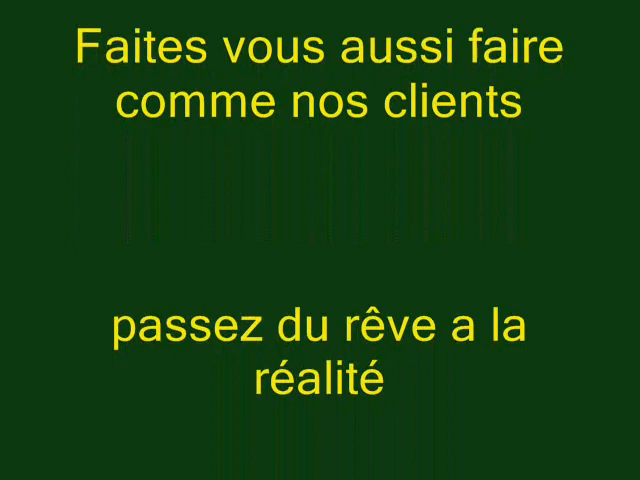 Faites vous aussi faire
comme nos clients
passez du rêve a la
réalité